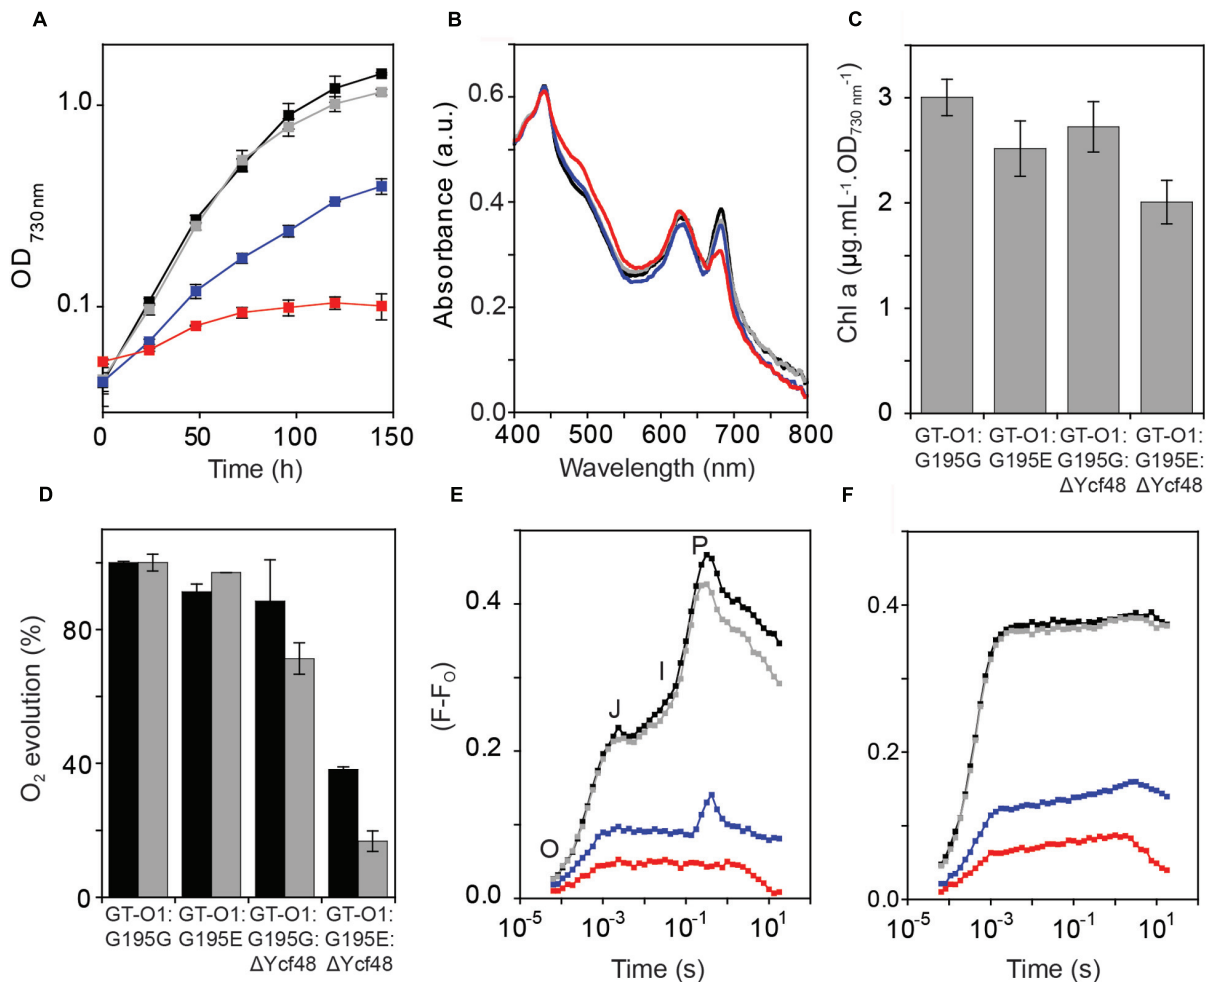 A
OD730 nm
1.0
0.1
0
50
100
150
Time (h)
B
Absorbance (a.u.)
0.6
0.4
0.2
0.0
400
500
600
700
800
Wavelength (nm)
C
Chl a (µg.mL-1.OD730 nm-1)
3
2
1
0
GT-O1:
G195G
GT-O1:
G195E
GT-O1:
G195G:
ΔYcf48
GT-O1:
G195E:
ΔYcf48
D
O2 evolution (%)
80
40
0
GT-O1:
G195G
GT-O1:
G195E
GT-O1:
G195G:
ΔYcf48
GT-O1:
G195E:
ΔYcf48
E
(F-FO)
0.4
0.2
0.0
O
J
I
P
10-5
10-3
10-1
101
Time (s)
F
0.4
0.2
0.0
10-5
10-3
10-1
101
Time (s)